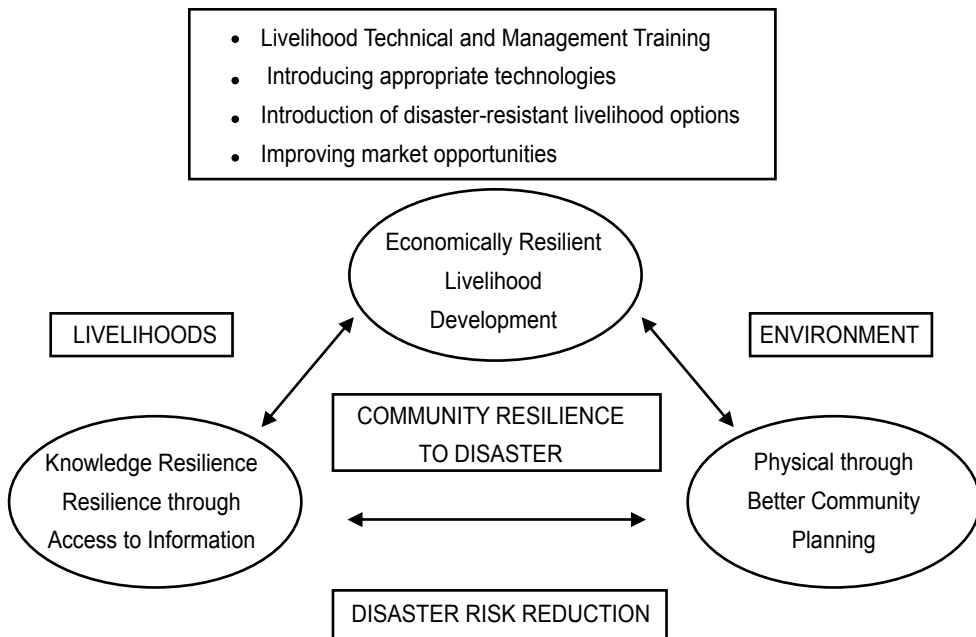 • Livelihood Technical and Management Training
• Introducing appropriate technologies
• Introduction of disaster-resistant livelihood options
• Improving market opportunities
Economically Resilient
Livelihood
Development
LIVELIHOODS
ENVIRONMENT
COMMUNITY RESILIENCE
TO DISASTER
Knowledge Resilience
Resilience through
Access to Information
Physical through
Better Community
Planning
DISASTER RISK REDUCTION